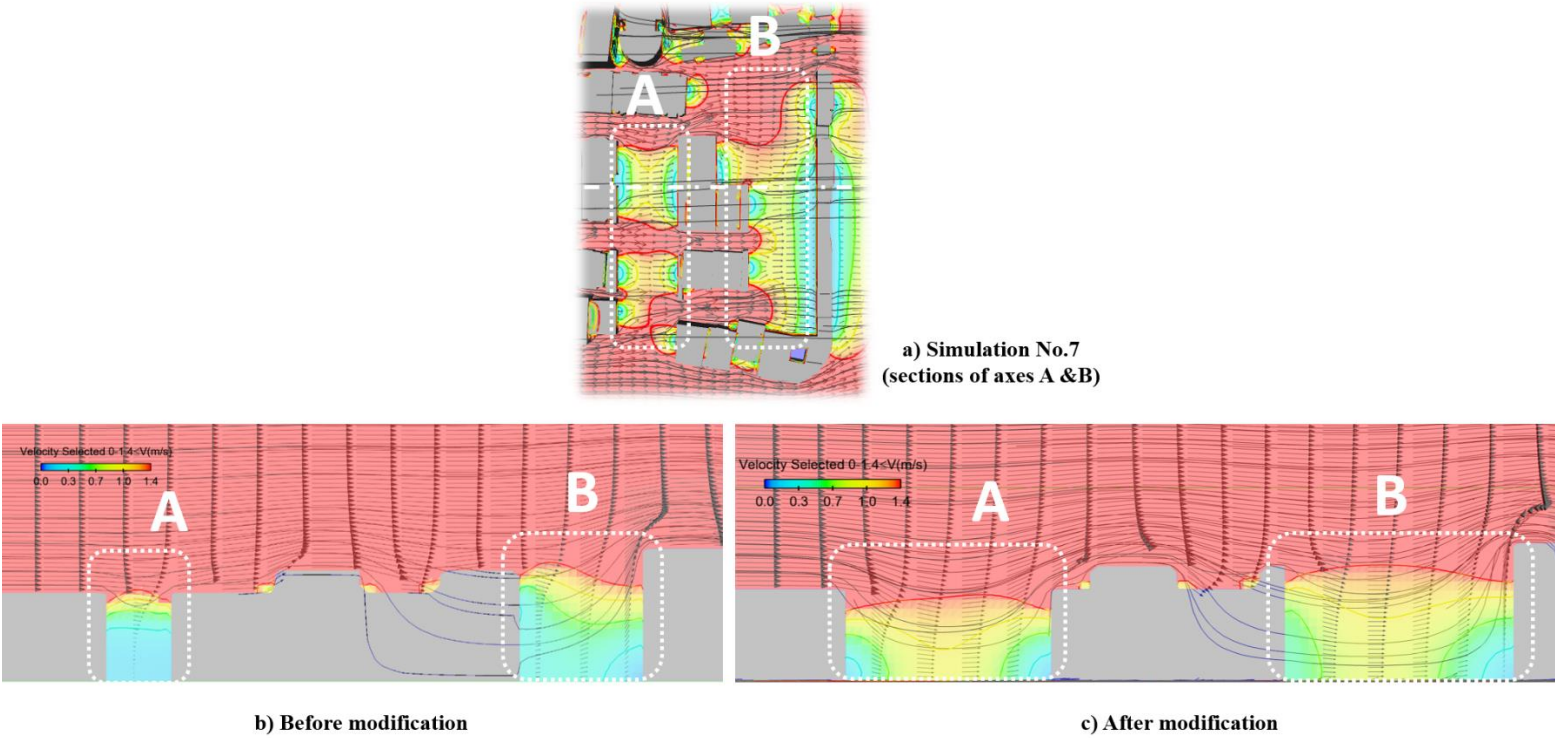 B
A
a) Simulation No.7
(sections of axes A &B)
Velocity Selected 0-1.4≤V(m/s)
0.0 0.3 0.7 1.0 1.4
A
B
Velocity Selected 0-1.4≤V(m/s)
0.0 0.3 0.7 1.0 1.4
A
B
b) Before modification
c) After modification